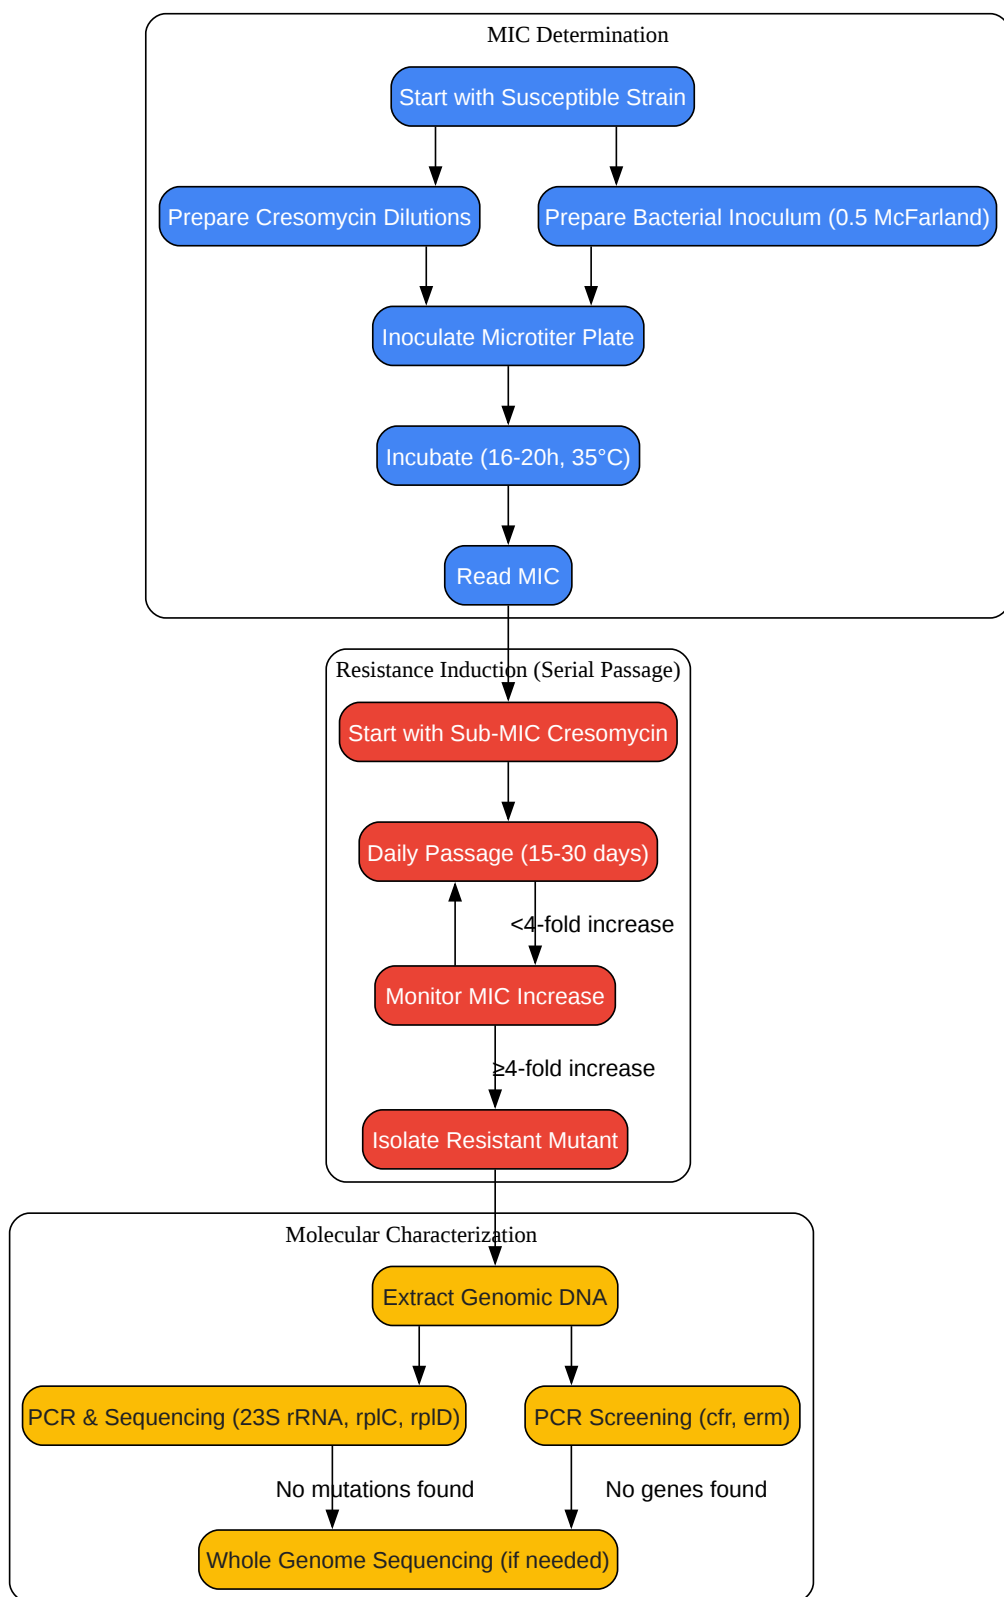 MIC Determination
Start with Susceptible Strain
Prepare Cresomycin Dilutions
Prepare Bacterial Inoculum (0.5 McFarland)
Inoculate Microtiter Plate
Incubate (16-20h, 35°C)
Read MIC
Resistance Induction (Serial Passage)
Start with Sub-MIC Cresomycin
Daily Passage (15-30 days)
<4-fold increase
Monitor MIC Increase
≥4-fold increase
Isolate Resistant Mutant
Molecular Characterization
Extract Genomic DNA
PCR & Sequencing (23S rRNA, rplC, rplD)
PCR Screening (cfr, erm)
No mutations found
No genes found
Whole Genome Sequencing (if needed)